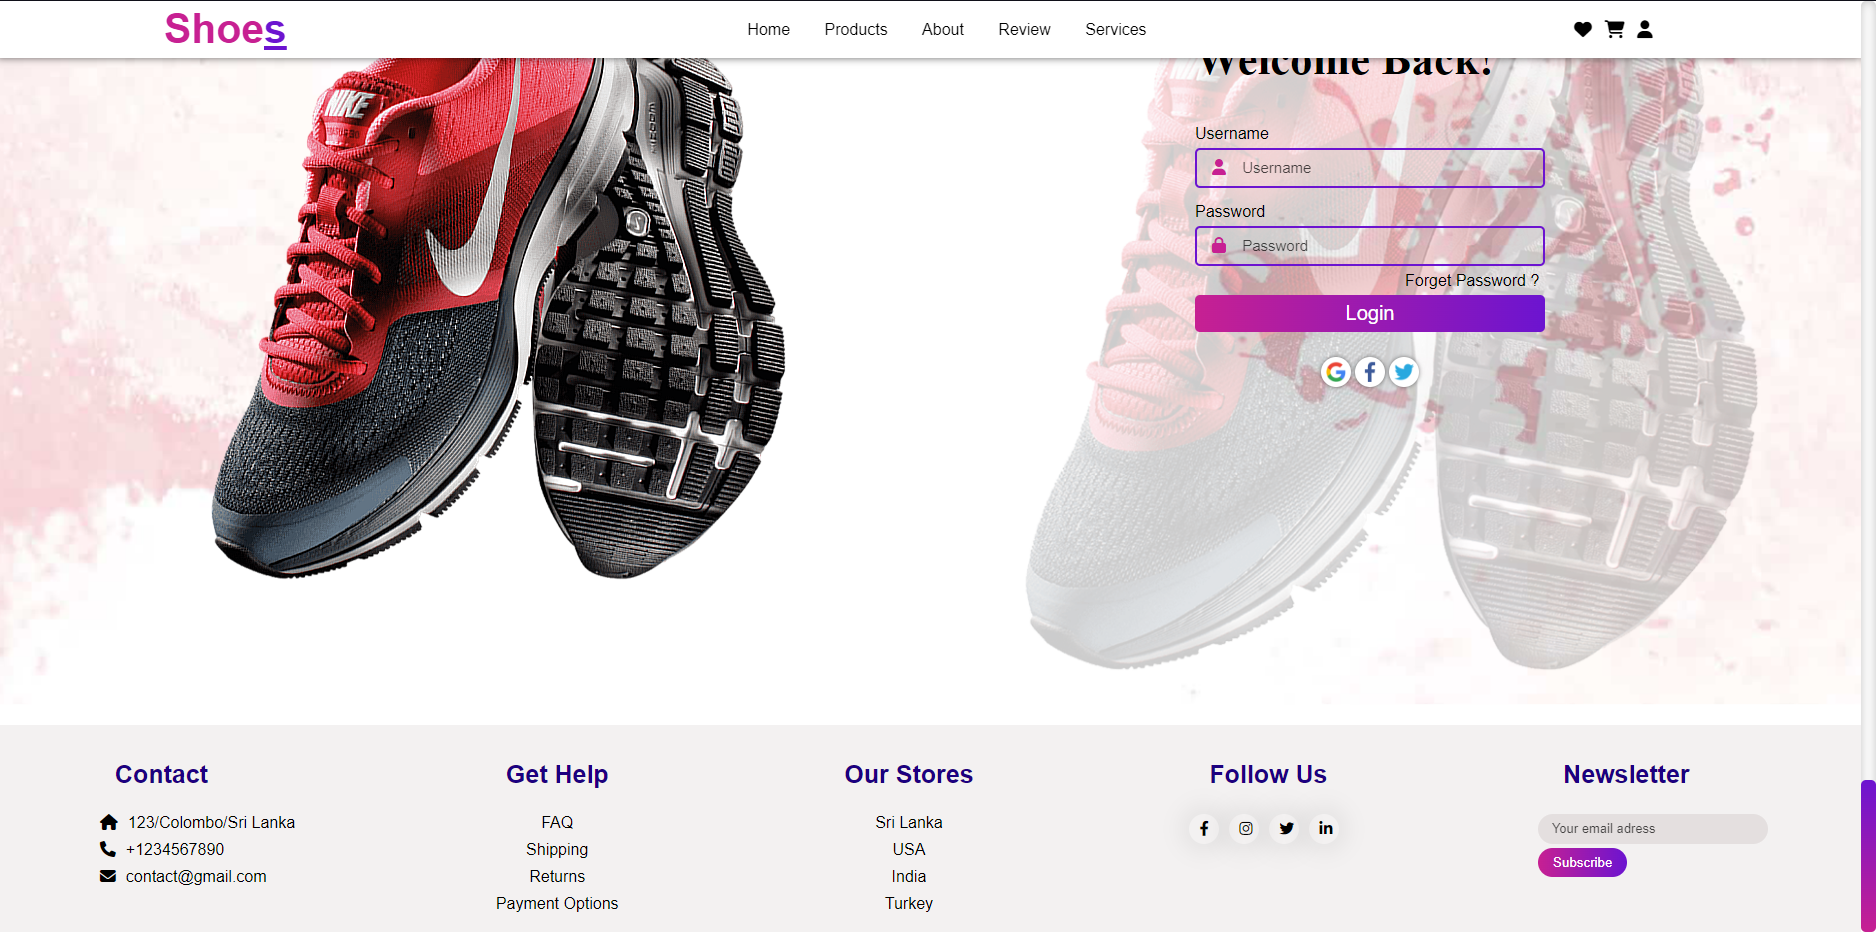 Shoes
Home Products About Review Services
Welcome Back!
NIKE
Username
Username
Password
Password
Forget Password ?
Login
Contact
123/Colombo/Sri Lanka
+1234567890
contact@gmail.com
Get Help
FAQ
Shipping
Returns
Payment Options
Our Stores
Sri Lanka
USA
India
Turkey
Follow Us
Newsletter
Your email adress
Subscribe